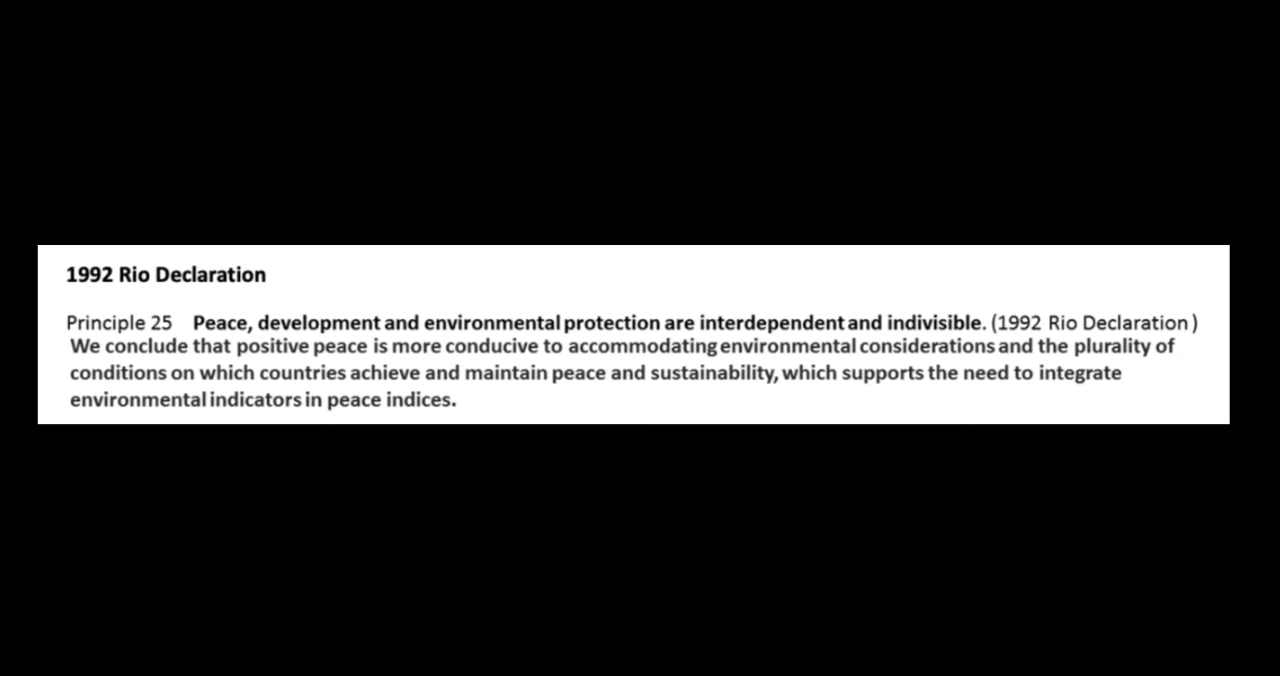 1992 Rio Declaration
Principle 25 Peace, development and environmental protection are interdependent and indivisible. (1992 Rio Declaration )
We conclude that positive peace is more conducive to accommodating environmental considerations and the plurality of
conditions on which countries achieve and maintain peace and sustainability, which supports the need to integrate
environmental indicators in peace indices.